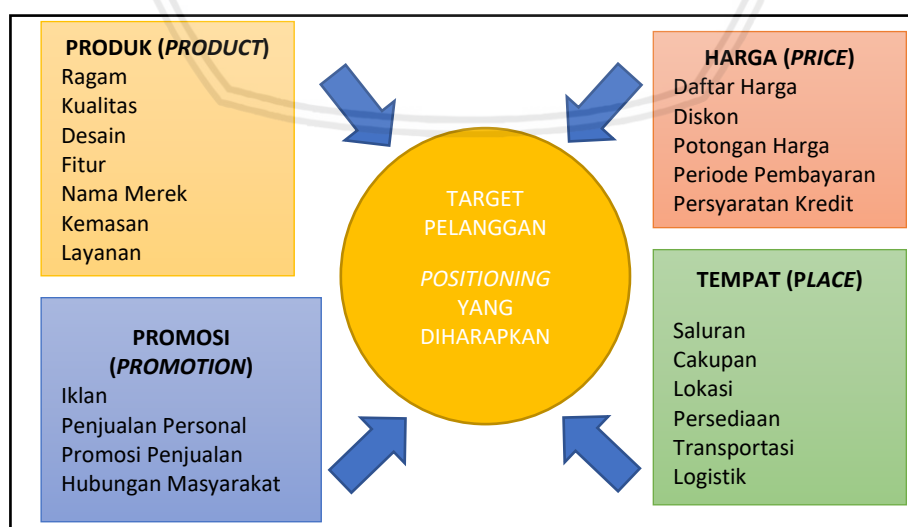 PRODUK (PRODUCT)
Ragam
Kualitas
Desain
Fitur
Nama Merek
Kemasan
Layanan
HARGA (PRICE)
Daftar Harga
Diskon
Potongan Harga
Periode Pembayaran
Persyaratan Kredit
TARGET
PELANGGAN
POSITIONING
YANG
DIHARAPKAN
PROMOSI
(PROMOTION)
Iklan
Penjualan Personal
Promosi Penjualan
Hubungan Masyarakat
TEMPAT (PLACE)
Saluran
Cakupan
Lokasi
Persediaan
Transportasi
Logistik